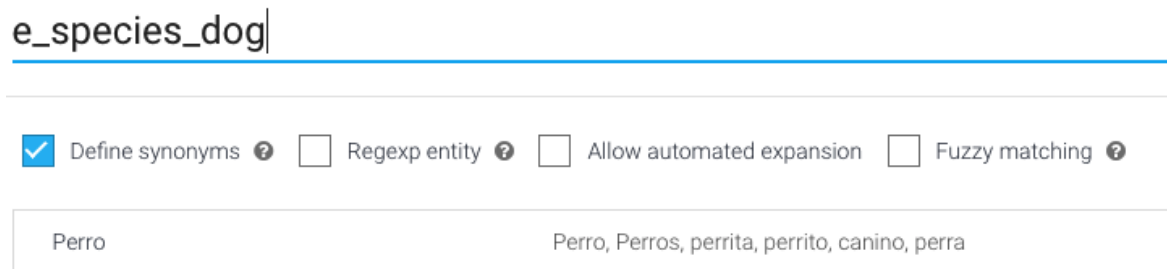 e_species_dog
Define synonyms ? Regexp entity ? Allow automated expansion Fuzzy matching ?
Perro Perro, Perros, perrita, perrito, canino, perra